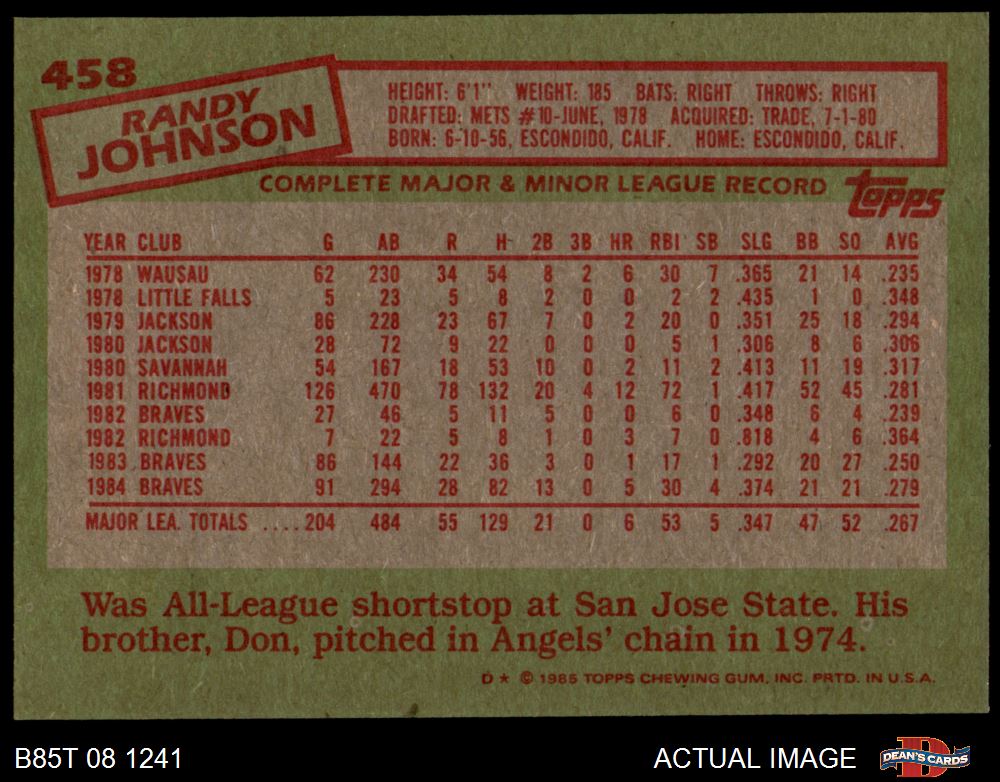 458
RANDY
JOHNSON
HEIGHT: 6'1" WEIGHT: 185 BATS: RIGHT THROWS: RIGHT
DRAFTED: METS #10-JUNE, 1978 ACQUIRED: TRADE, 7-1-80
BORN: 6-10-56, ESCONDIDO, CALIF. HOME: ESCONDIDO, CALIF.
COMPLETE MAJOR & MINOR LEAGUE RECORD topps
YEAR CLUB G AB R H 2B 3B HR RBI SB SLG BB SO AVG
1978 WAUSAU 62 230 34 54 8 2 6 30 7 .365 21 14 .235
1978 LITTLE FALLS 5 23 5 8 2 0 0 2 2 .435 1 0 .348
1979 JACKSON 86 228 23 67 7 0 2 20 0 .351 25 18 .294
1980 JACKSON 28 72 9 22 0 0 0 5 1 .306 8 6 .306
1980 SAVANNAH 54 167 18 53 10 0 2 11 2 .413 11 19 .317
1981 RICHMOND 126 470 78 132 20 4 12 72 1 .417 52 45 .281
1982 BRAVES 27 46 5 11 5 0 0 6 0 .348 6 4 .239
1982 RICHMOND 7 22 5 8 1 0 3 7 0 .818 4 6 .364
1983 BRAVES 86 144 22 36 3 0 1 17 1 .292 20 27 .250
1984 BRAVES 91 294 28 82 13 0 5 30 4 .374 21 21 .279
MAJOR LEA. TOTALS ....204 484 55 129 21 0 6 53 5 .347 47 52 .267
Was All-League shortstop at San Jose State. His
brother, Don, pitched in Angels' chain in 1974.
D★ © 1985 TOPPS CHEWING GUM, INC. PRTD. IN U.S.A.
B85T 08 1241 ACTUAL IMAGE DEAN'S CARDS